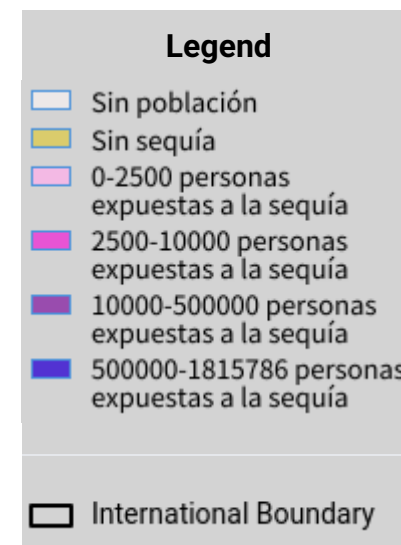 Legend
Sin población
Sin sequía
0-2500 personas
expuestas a la sequía
2500-10000 personas
expuestas a la sequía
10000-500000 personas
expuestas a la sequía
500000-1815786 personas
expuestas a la sequía
International Boundary